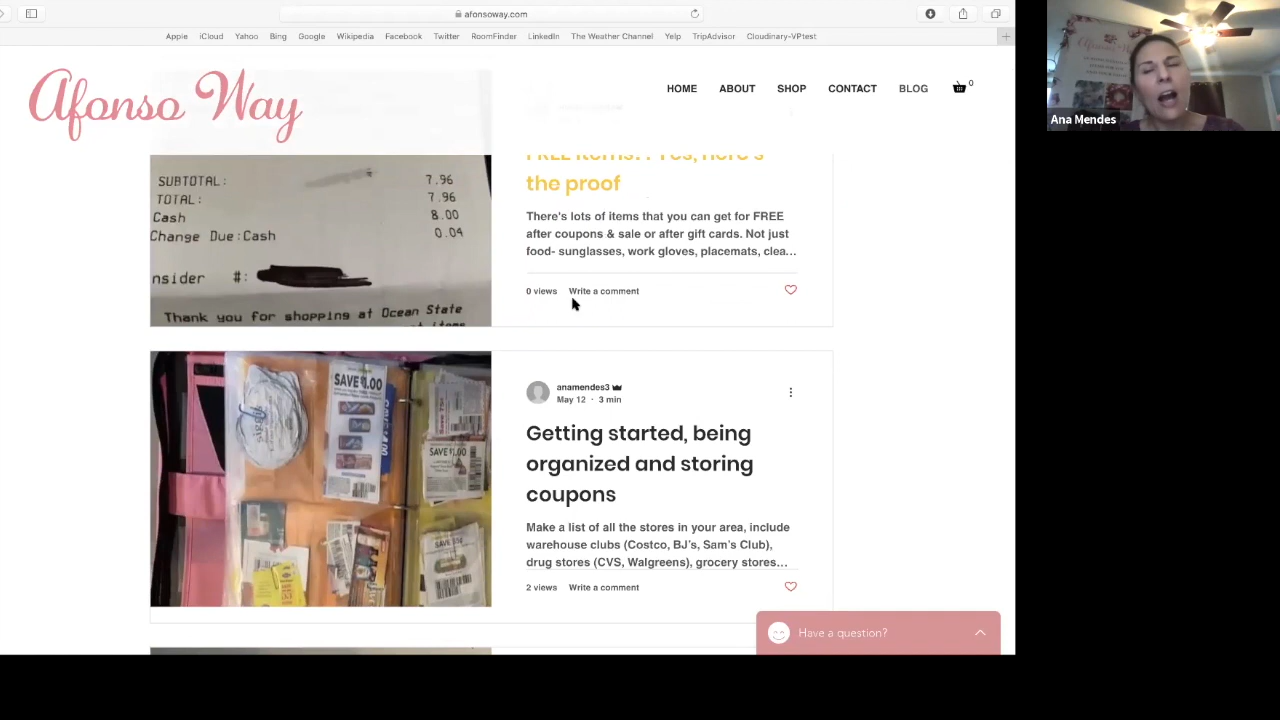 afonsoway.com
Apple iCloud Yahoo Bing Google Wikipedia Facebook Twitter RoomFinder LinkedIn The Weather Channel Yelp TripAdvisor Cloudinary-VPtest
Afonso Way
HOME ABOUT SHOP CONTACT BLOG 0
Ana Mendes
FREE items?? Yes, here's
the proof
SUBTOTAL: 7.96
TOTAL: 7.96
Cash 8.00
Change Due:Cash 0.04
nsider #:
Thank you for shopping at Ocean State
There's lots of items that you can get for FREE
after coupons & sale or after gift cards. Not just
food- sunglasses, work gloves, placemats, clea...
0 views Write a comment
SAVE $1.00
SAVE $1.00
anamendes3
May 12 · 3 min
Getting started, being
organized and storing
coupons
Make a list of all the stores in your area, include
warehouse clubs (Costco, BJ's, Sam's Club),
drug stores (CVS, Walgreens), grocery stores...
2 views Write a comment
Have a question?